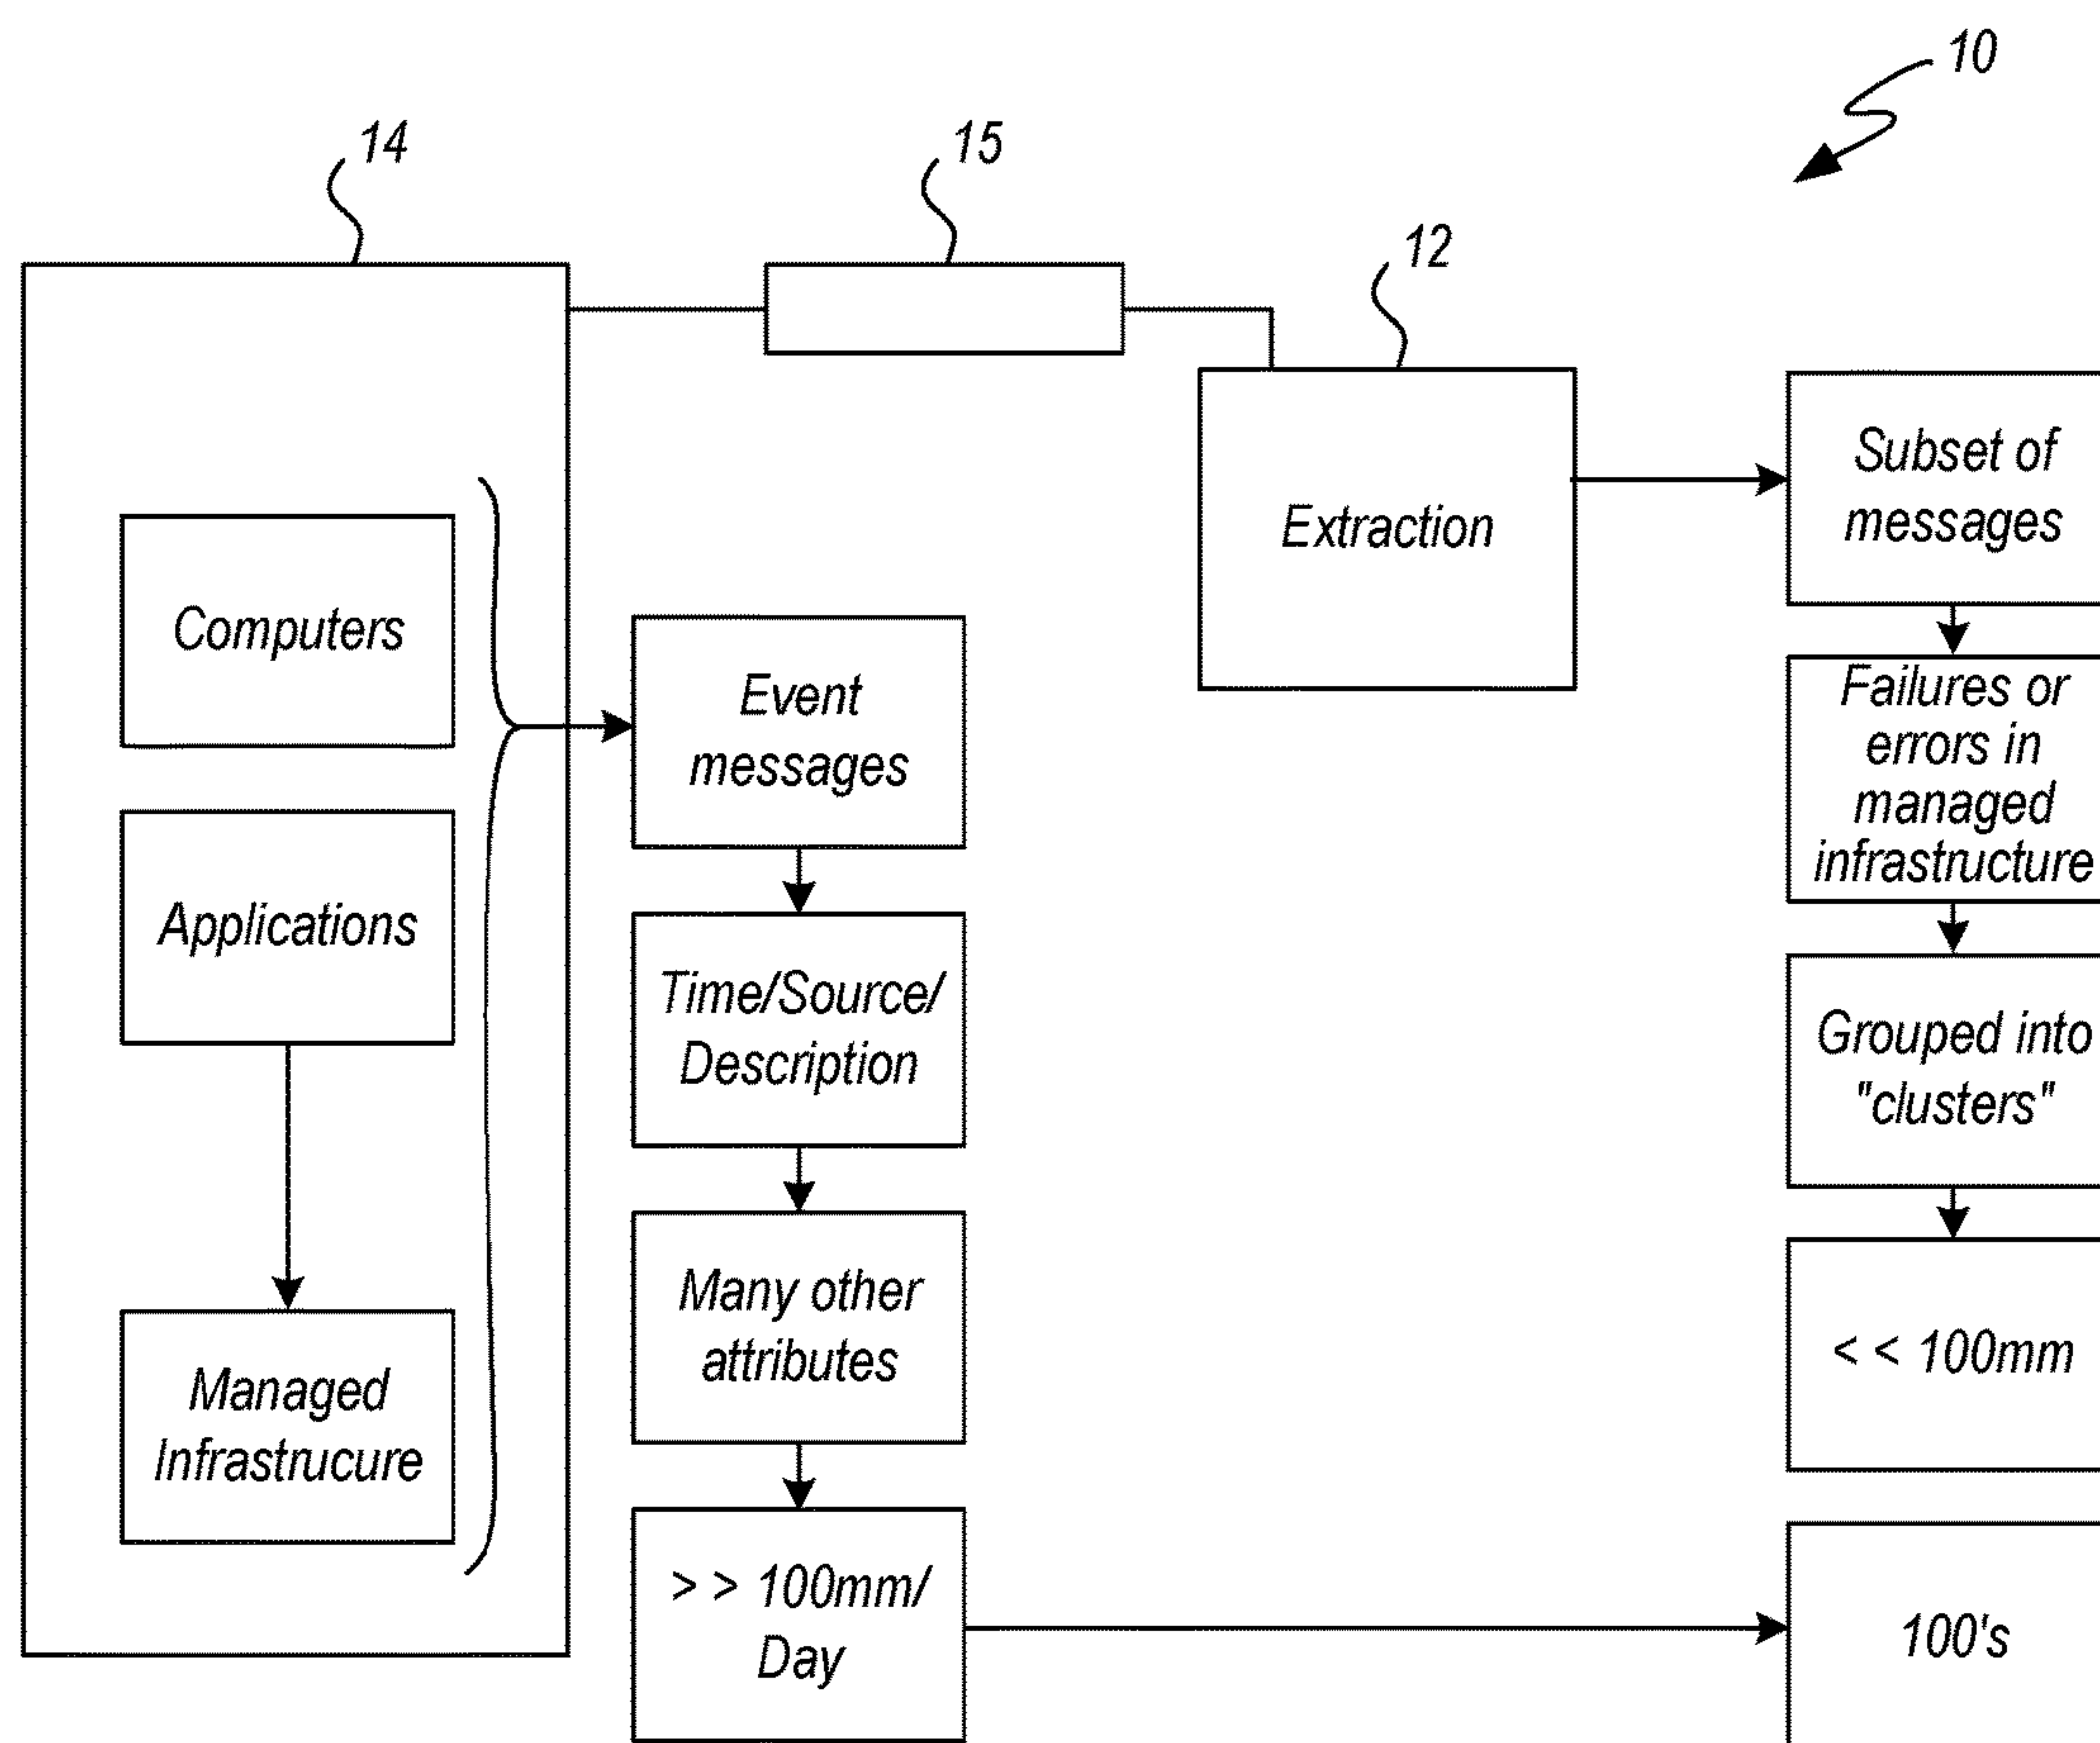 10
14
15
12
Computers
Applications
Managed
Infrastrucure
Event
messages
Time/Source/
Description
Many other
attributes
> > 100mm/
Day
Extraction
Subset of
messages
Failures or
errors in
managed
infrastructure
Grouped into
"clusters"
< < 100mm
100's